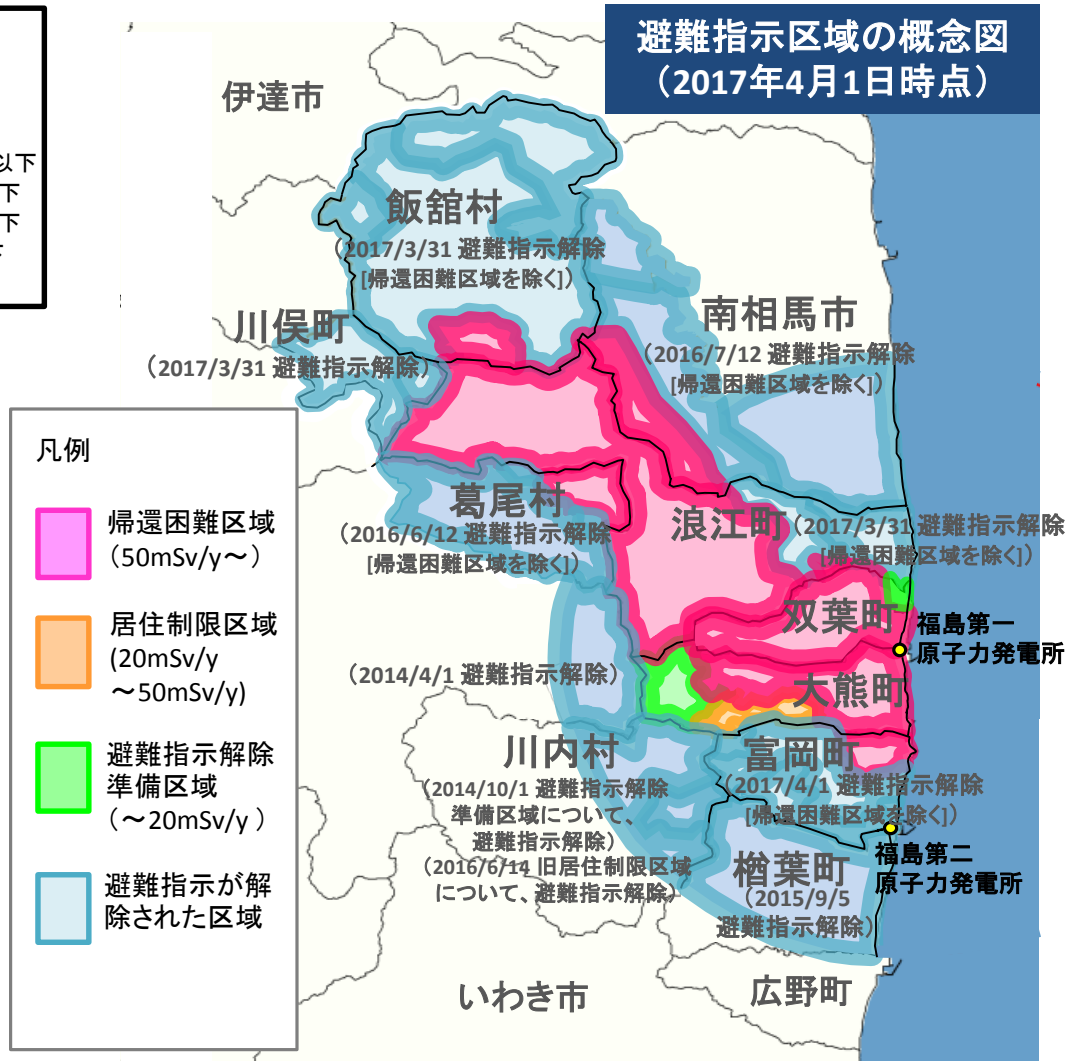 避難指示区域の概念図
（2017年4月1日時点）
以下
下
下
伊達市
飯舘村
（2017/3/31 避難指示解除
[帰還困難区域を除く]）
川俣町
（2017/3/31 避難指示解除）
南相馬市
（2016/7/12 避難指示解除
[帰還困難区域を除く]）
凡例
帰還困難区域
（50mSv/y～）
居住制限区域
(20mSv/y
～50mSv/y)
避難指示解除
準備区域
（～20mSv/y ）
避難指示が解
除された区域
葛尾村
（2016/6/12 避難指示解除
[帰還困難区域を除く]）
浪江町
（2017/3/31 避難指示解除
[帰還困難区域を除く]）
双葉町
福島第一
原子力発電所
（2014/4/1 避難指示解除）
大熊町
川内村
（2014/10/1 避難指示解除
準備区域について、
避難指示解除）
（2016/6/14 旧居住制限区域
について、避難指示解除）
富岡町
（2017/4/1 避難指示解除
[帰還困難区域を除く]）
福島第二
原子力発電所
楢葉町
（2015/9/5
避難指示解除）
いわき市
広野町